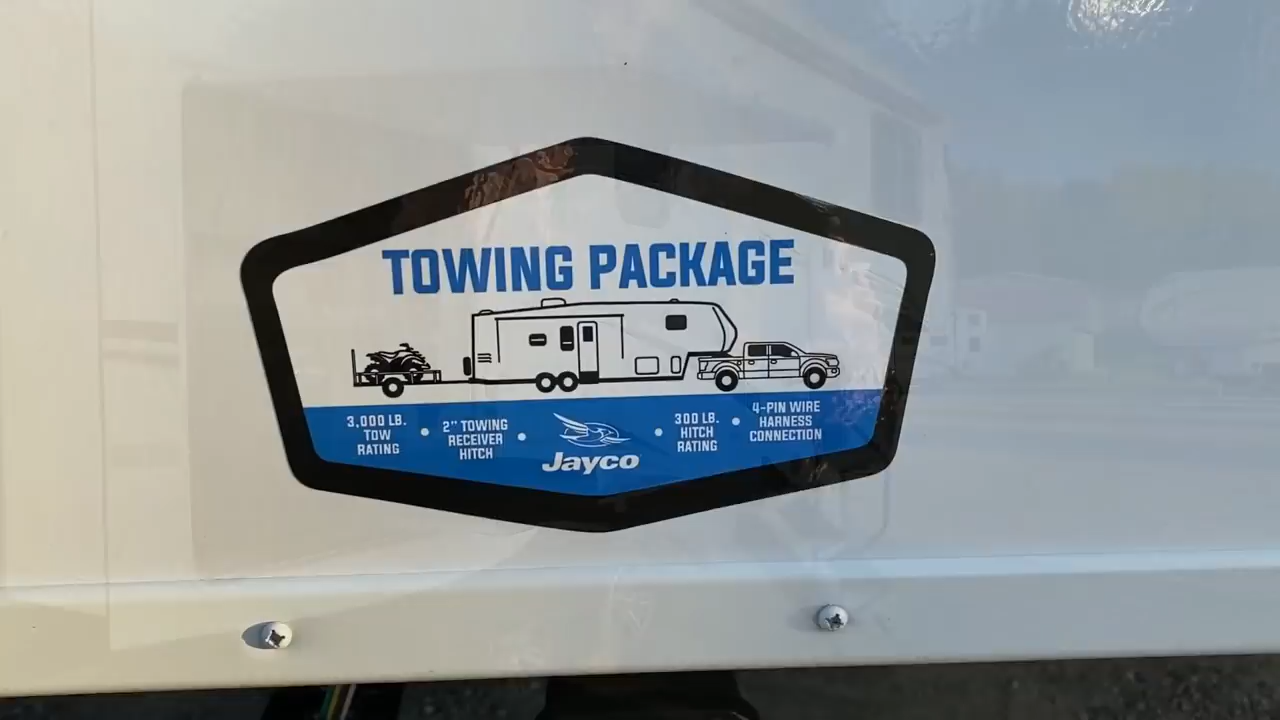 TOWING PACKAGE
3,000 LB.
TOW
RATING
2" TOWING
RECEIVER
HITCH
Jayco
300 LB.
HITCH
RATING
4-PIN WIRE
HARNESS
CONNECTION